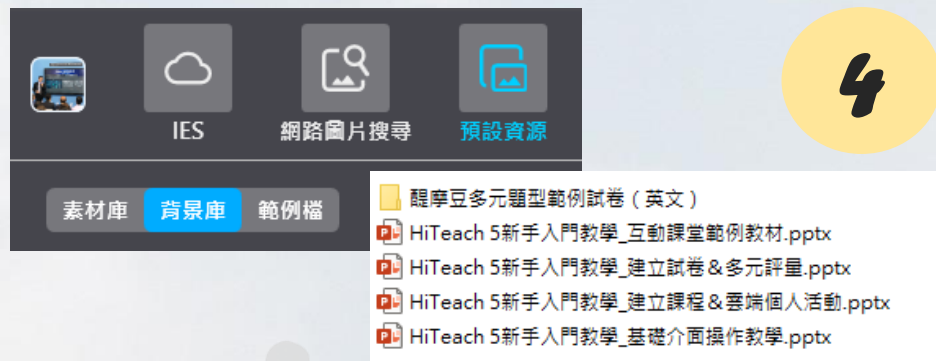 4
IES 網路圖片搜尋 預設資源
素材庫 背景庫 範例檔
醍摩豆多元題型範例試卷（英文）
HiTeach 5新手入門教學_互動課堂範例教材.pptx
HiTeach 5新手入門教學_建立試卷&多元評量.pptx
HiTeach 5新手入門教學_建立課程&雲端個人活動.pptx
HiTeach 5新手入門教學_基礎介面操作教學.pptx